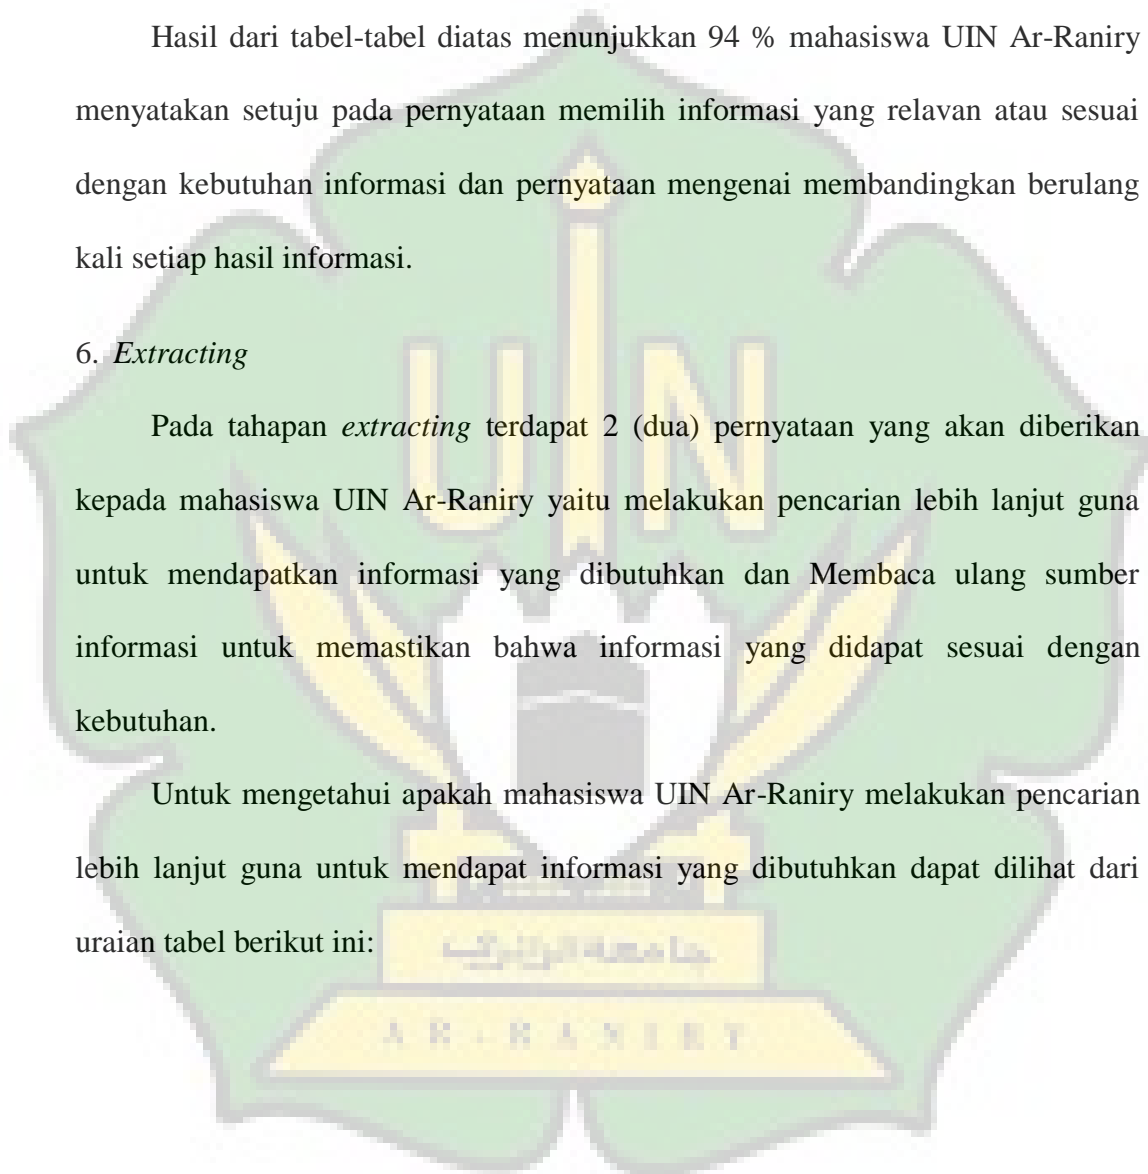 Hasil dari tabel-tabel diatas menunjukkan 94 % mahasiswa UIN Ar-Raniry
menyatakan setuju pada pernyataan memilih informasi yang relavan atau sesuai
dengan kebutuhan informasi dan pernyataan mengenai membandingkan berulang
kali setiap hasil informasi.
6. Extracting
Pada tahapan extracting terdapat 2 (dua) pernyataan yang akan diberikan
kepada mahasiswa UIN Ar-Raniry yaitu melakukan pencarian lebih lanjut guna
untuk mendapatkan informasi yang dibutuhkan dan Membaca ulang sumber
informasi untuk memastikan bahwa informasi yang didapat sesuai dengan
kebutuhan.
Untuk mengetahui apakah mahasiswa UIN Ar-Raniry melakukan pencarian
lebih lanjut guna untuk mendapat informasi yang dibutuhkan dapat dilihat dari
uraian tabel berikut ini:
UIN
جامعة الرانيري
AR-RANIRY